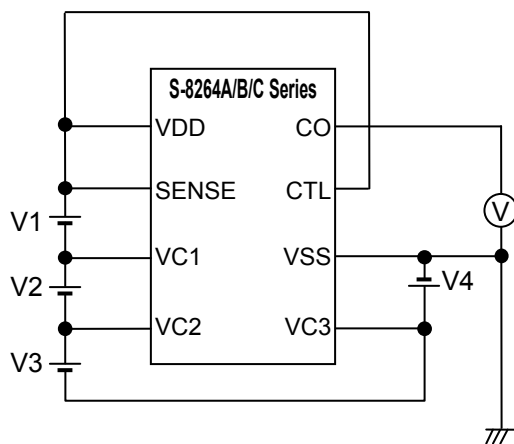 S-8264A/B/C Series
VDD
CO
SENSE
CTL
V1
V
VC1
VSS
V2
V4
VC2
VC3
V3